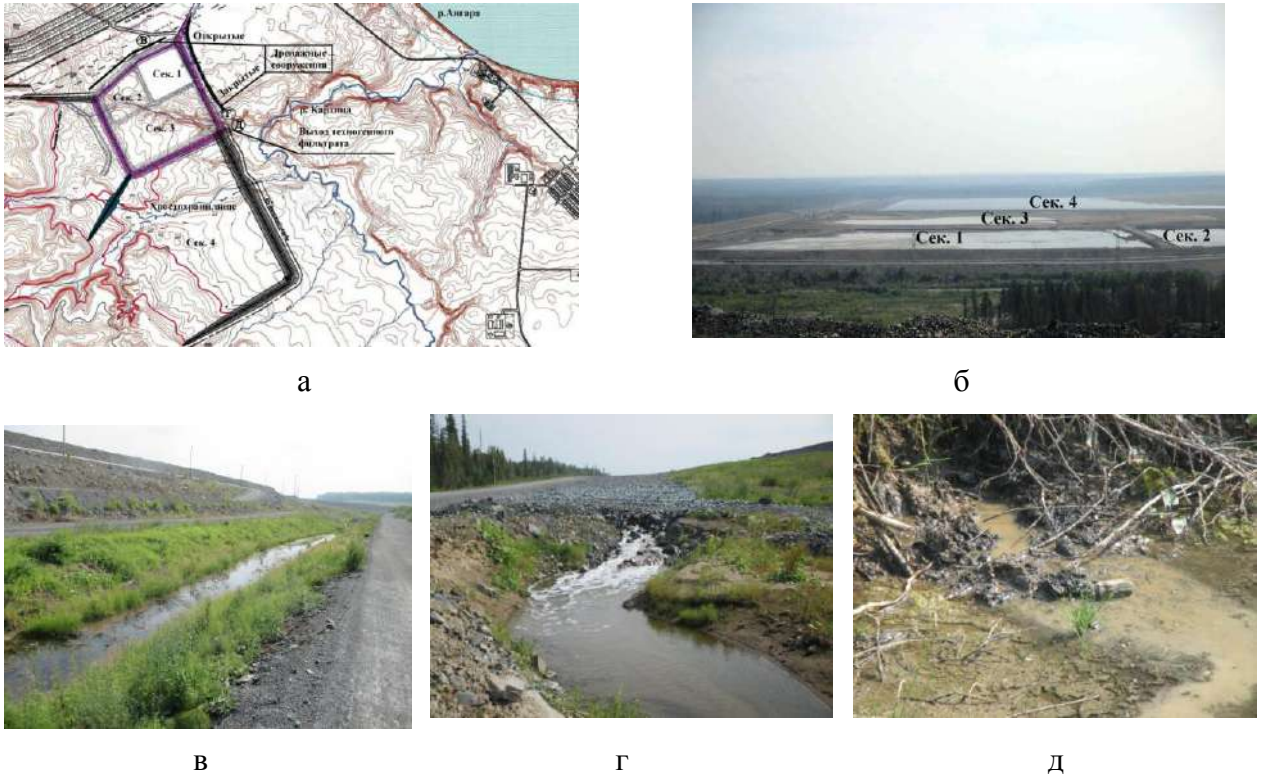 р.Ангара
Открытые
В
Дренажные
сооружения
Сек. 1
Закрытые
Сек. 2
Сек. 3
Г
Д
Выход техногенного
фильтрата
Хвостохранилище
Сек. 4
Сек. 4
Сек. 3
Сек. 1
Сек. 2
а
б
в
г
д